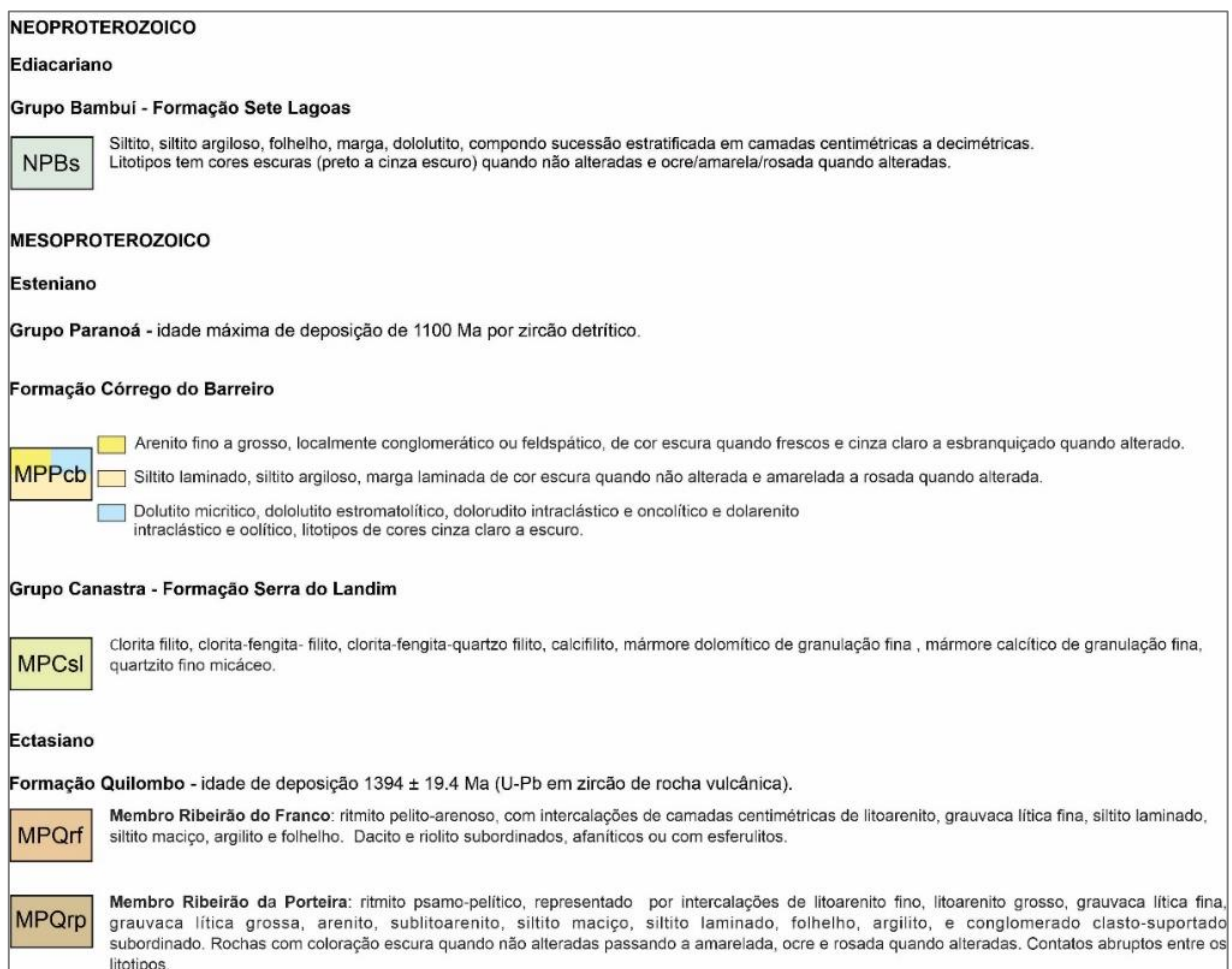 NEOPROTEROZOICO
Ediacariano
Grupo Bambuí - Formação Sete Lagoas
NPBs
Siltito, siltito argiloso, folhelho, marga, dololutito, compondo sucessão estratificada em camadas centimétricas a decimétricas.
Litotipos tem cores escuras (preto a cinza escuro) quando não alteradas e ocre/amarela/rosada quando alteradas.
MESOPROTEROZOICO
Esteniano
Grupo Paranoá - idade máxima de deposição de 1100 Ma por zircão detrítico.
Formação Córrego do Barreiro
MPPcb
Arenito fino a grosso, localmente conglomerático ou feldspático, de cor escura quando frescos e cinza claro a esbranquiçado quando alterado.
Siltito laminado, siltito argiloso, marga laminada de cor escura quando não alterada e amarelada a rosada quando alterada.
Dolutito micritico, dololutito estromatolítico, dolorudito intraclástico e oncolítico e dolarenito
intraclástico e oolítico, litotipos de cores cinza claro a escuro.
Grupo Canastra - Formação Serra do Landim
MPCsl
Clorita filito, clorita-fengita- filito, clorita-fengita-quartzo filito, calcifilito, mármore dolomítico de granulação fina , mármore calcítico de granulação fina,
quartzito fino micáceo.
Ectasiano
Formação Quilombo - idade de deposição 1394 ± 19.4 Ma (U-Pb em zircão de rocha vulcânica).
MPQrf
Membro Ribeirão do Franco: ritmito pelito-arenoso, com intercalações de camadas centimétricas de litoarenito, grauvaca lítica fina, siltito laminado,
siltito maciço, argilito e folhelho. Dacito e riolito subordinados, afaníticos ou com esferulitos.
MPQrp
Membro Ribeirão da Porteira: ritmito psamo-pelítico, representado por intercalações de litoarenito fino, litoarenito grosso, grauvaca lítica fina,
grauvaca lítica grossa, arenito, sublitoarenito, siltito maciço, siltito laminado, folhelho, argilito, e conglomerado clasto-suportado
subordinado. Rochas com coloração escura quando não alteradas passando a amarelada, ocre e rosada quando alteradas. Contatos abruptos entre os
litotipos.